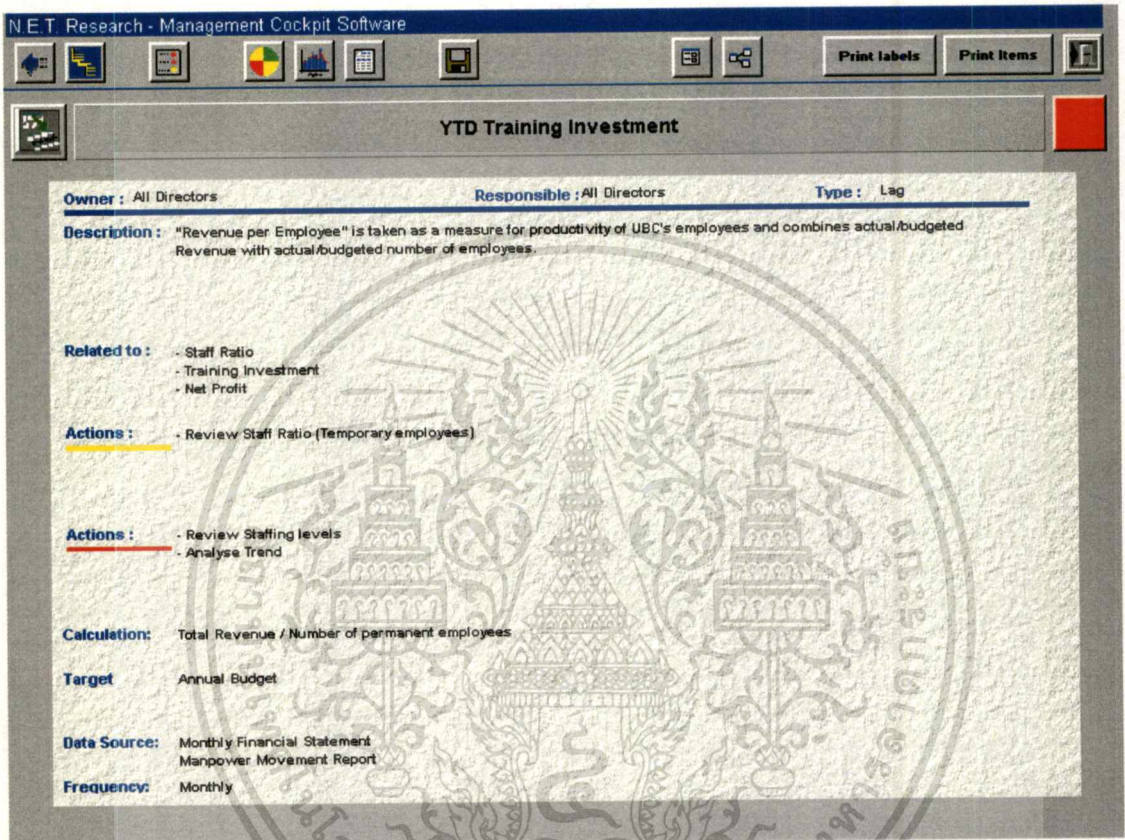 N.E.T. Research - Management Cockpit Software
Print labels
Print Items
YTD Training Investment
Owner : All Directors Responsible : All Directors Type : Lag
Description : "Revenue per Employee" is taken as a measure for productivity of UBC's employees and combines actual/budgeted
Revenue with actual/budgeted number of employees.
Related to : - Staff Ratio
- Training Investment
- Net Profit
Actions : - Review Staff Ratio (Temporary employees)
Actions : - Review Staffing levels
- Analyse Trend
Calculation: Total Revenue / Number of permanent employees
Target Annual Budget
Data Source: Monthly Financial Statement
Manpower Movement Report
Frequency: Monthly